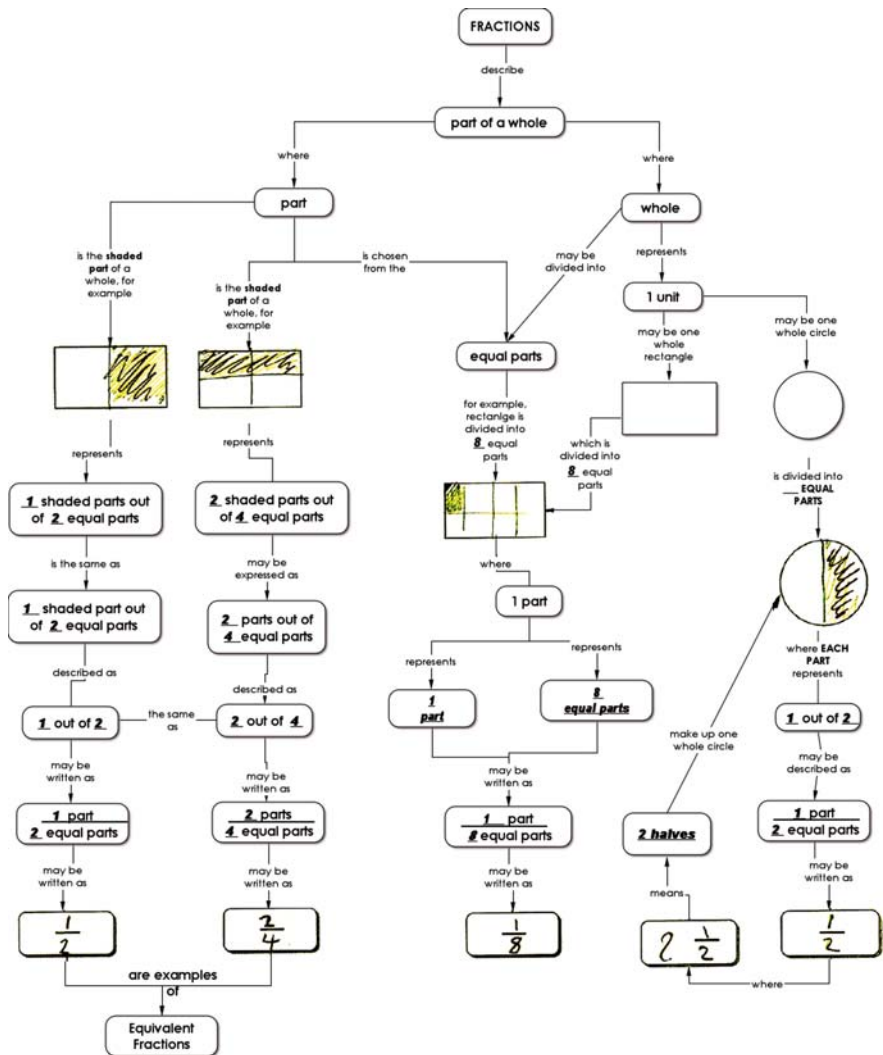 FRACTIONS
describe
part of a whole
where
where
part
whole
is the shaded
part of a
whole, for
example
is the shaded
part of a
whole, for
example
is chosen
from the
may be
divided into
represents
1 unit
may be one
whole
rectangle
may be one
whole circle
equal parts
for example,
rectanlge is
divided into
8 equal
parts
which is
divided into
8 equal
parts
represents
represents
is divided into
___ EQUAL
PARTS
1 shaded parts out
of 2 equal parts
2 shaded parts out
of 4 equal parts
is the same as
may be
expressed as
where
1 shaded part out
of 2 equal parts
2 parts out of
4 equal parts
1 part
where EACH
PART
represents
described as
described as
represents
represents
1 out of 2
the same
as
2 out of 4
1
part
8
equal parts
1 out of 2
make up one
whole circle
may be
written as
may be
written as
may be
written as
may be
described as
1 part
2 equal parts
2 parts
4 equal parts
1 part
8 equal parts
2 halves
1 part
2 equal parts
may be
written as
may be
written as
may be
written as
means
may be
written as
1
2
2
4
1
8
2 1
2
1
2
are examples
of
where
Equivalent
Fractions